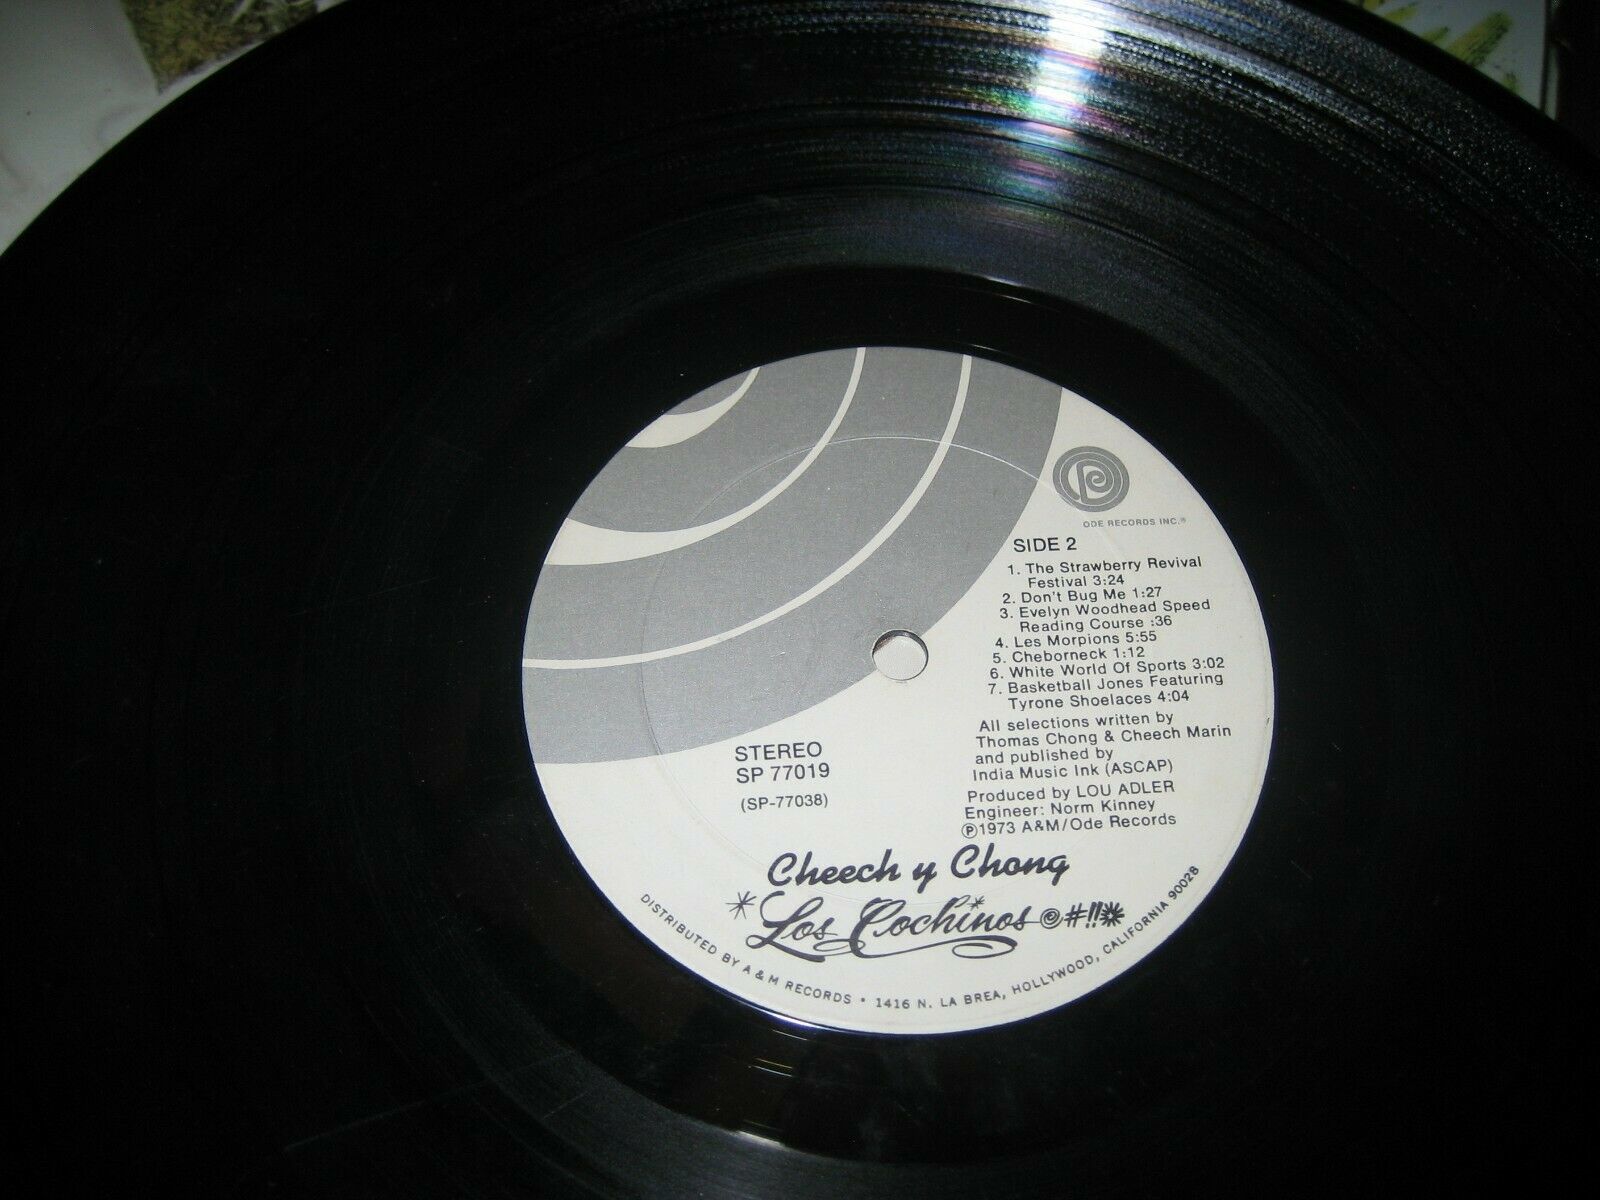 ODE RECORDS INC.®
SIDE 2
1. The Strawberry Revival
Festival 3:24
2. Don't Bug Me 1:27
3. Evelyn Woodhead Speed
Reading Course :36
4. Les Morpions 5:55
5. Cheborneck 1:12
6. White World Of Sports 3:02
7. Basketball Jones Featuring
Tyrone Shoelaces 4:04
All selections written by
Thomas Chong & Cheech Marin
and published by
India Music Ink (ASCAP)
Produced by LOU ADLER
Engineer: Norm Kinney
℗1973 A&M/Ode Records
STEREO
SP 77019
(SP-77038)
Cheech y Chong
*Los Cochinos@#!!*
DISTRIBUTED BY A & M RECORDS • 1416 N. LA BREA, HOLLYWOOD, CALIFORNIA 90028